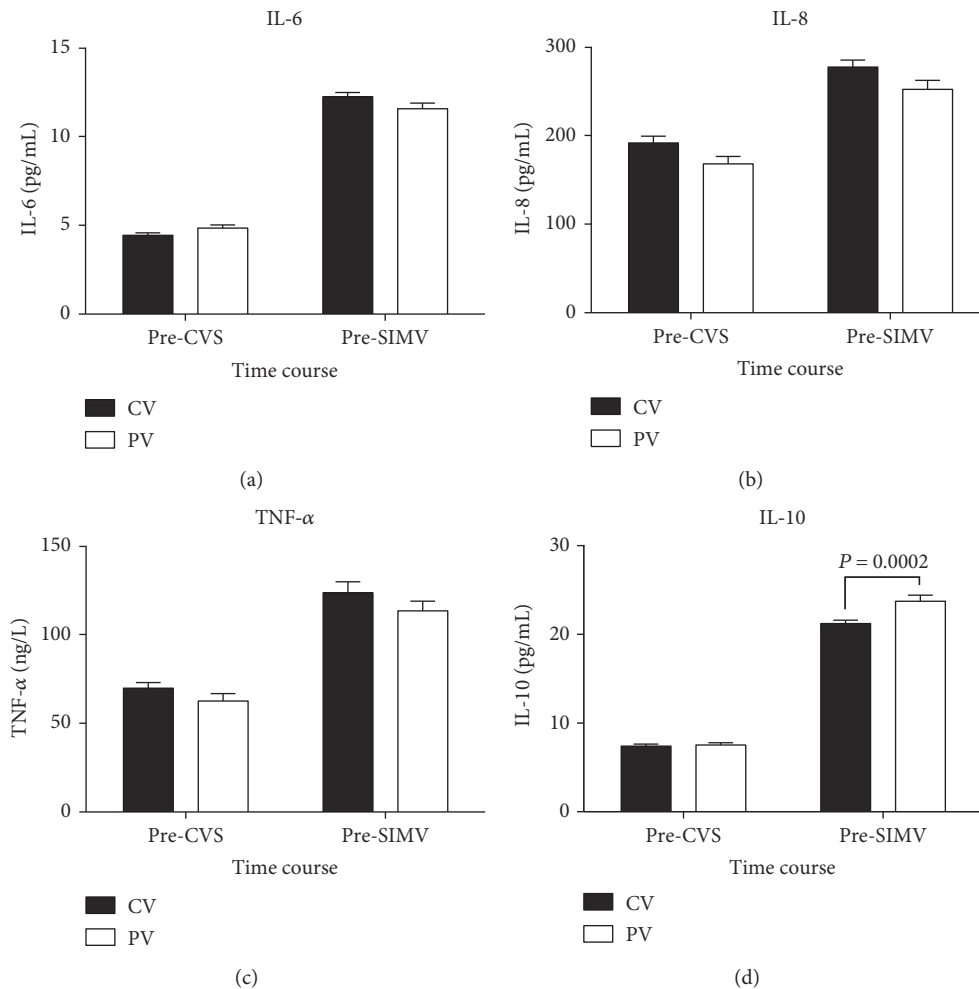 IL-6
15
10
5
0
IL-6 (pg/mL)
Pre-CVS Pre-SIMV
Time course
CV
PV
(a)
IL-8
300
200
100
0
IL-8 (pg/mL)
Pre-CVS Pre-SIMV
Time course
CV
PV
(b)
TNF-α
150
100
50
0
TNF-α (ng/L)
Pre-CVS Pre-SIMV
Time course
CV
PV
(c)
IL-10
30
20
10
0
IL-10 (pg/mL)
P = 0.0002
Pre-CVS Pre-SIMV
Time course
CV
PV
(d)